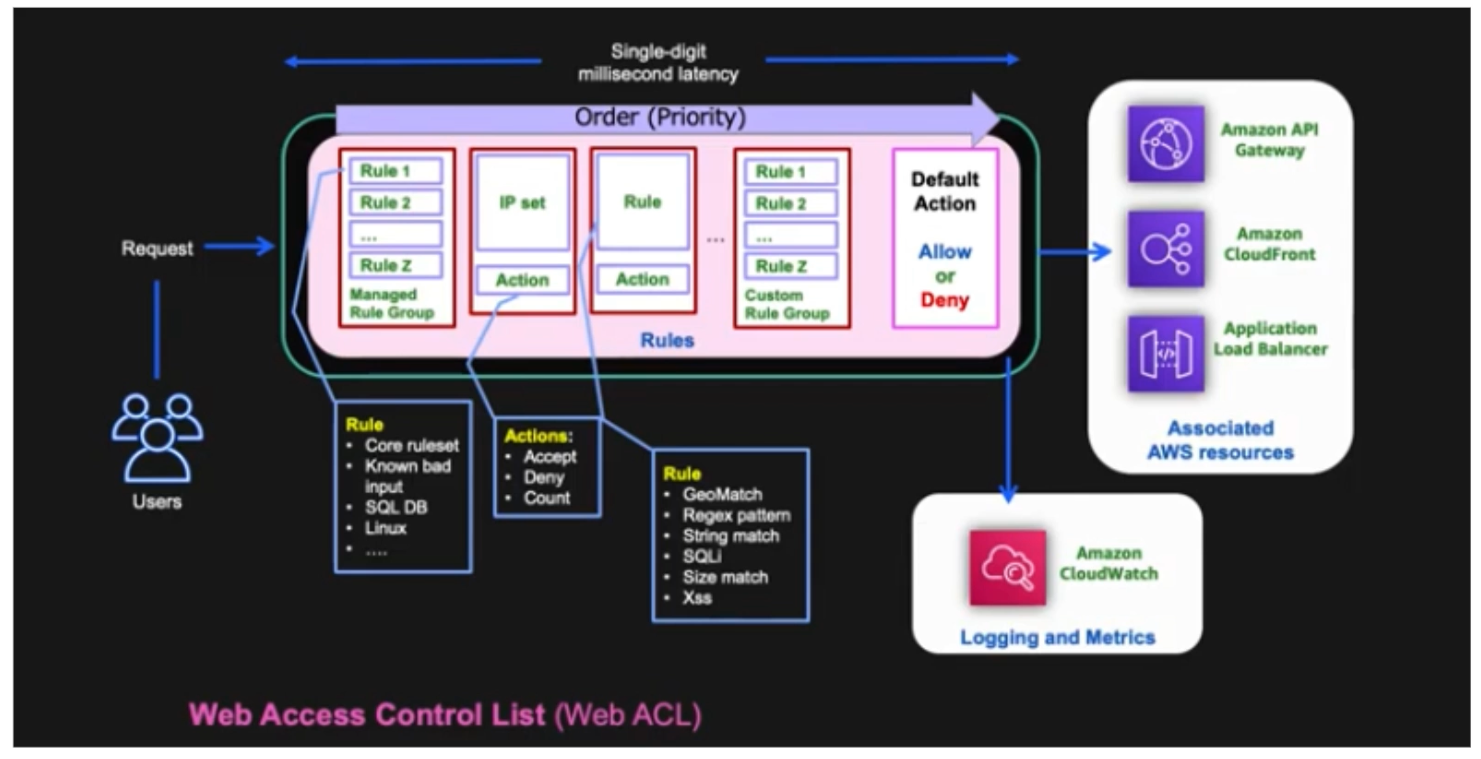 Single-digit
millisecond latency
Order (Priority)
Request
Users
Rule 1
Rule 2
...
Rule Z
Managed
Rule Group
IP set
Action
Rule
Action
...
Rule 1
Rule 2
...
Rule Z
Custom
Rule Group
Default
Action
Allow
or
Deny
Rules
Amazon API
Gateway
Amazon
CloudFront
Application
Load Balancer
Associated
AWS resources
Rule
• Core ruleset
• Known bad
input
• SQL DB
• Linux
• ....
Actions:
• Accept
• Deny
• Count
Rule
• GeoMatch
• Regex pattern
• String match
• SQLi
• Size match
• Xss
Amazon
CloudWatch
Logging and Metrics
Web Access Control List (Web ACL)